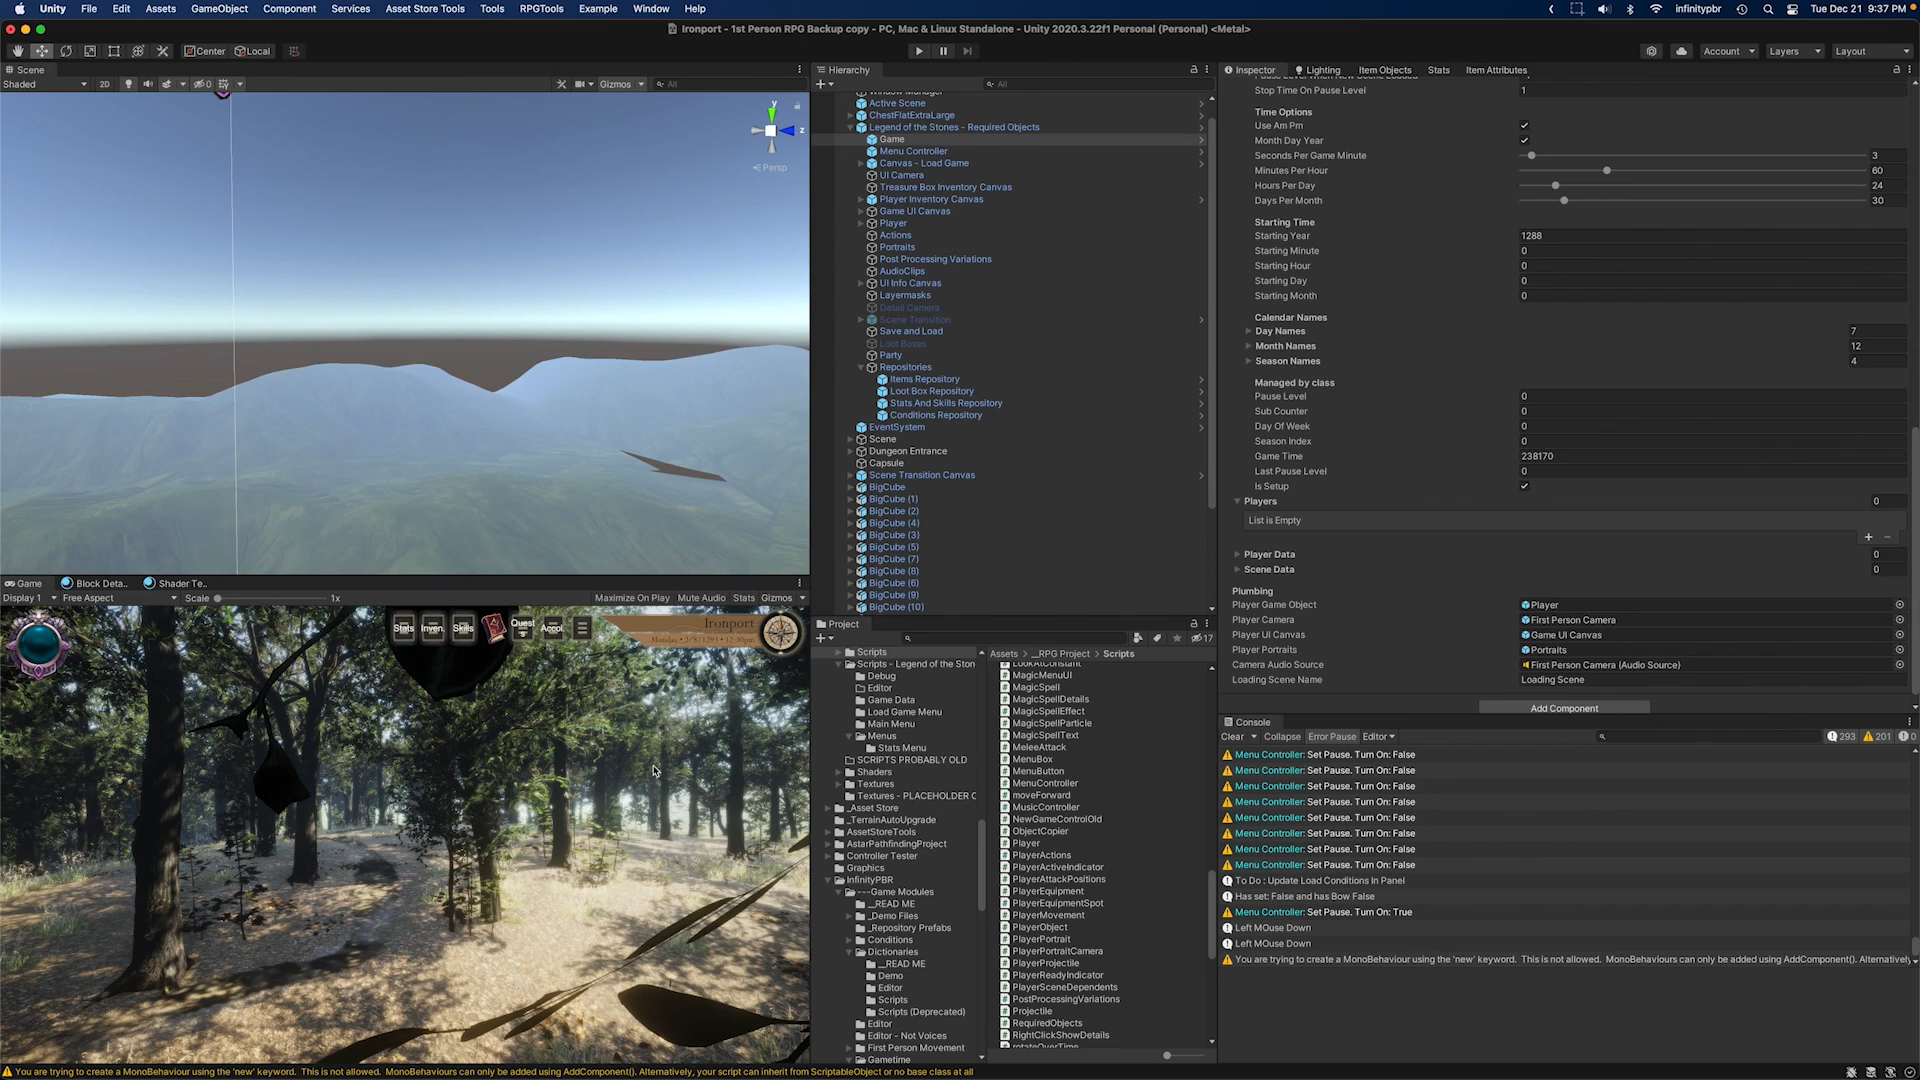 Unity File Edit Assets GameObject Component Services Asset Store Tools Tools RPGTools Example Window Help infinitypbr Tue Dec 21 9:37 PM
Ironport - 1st Person RPG Backup copy - PC, Mac & Linux Standalone - Unity 2020.3.22f1 Personal (Personal) <Metal>
Center Local Account Layers Layout
Scene
Shaded 2D 0 Gizmos All
y
z
Persp
Hierarchy
All
Active Scene
ChestFlatExtraLarge
Legend of the Stones - Required Objects
Game
Menu Controller
Canvas - Load Game
UI Camera
Treasure Box Inventory Canvas
Player Inventory Canvas
Game UI Canvas
Player
Actions
Portraits
Post Processing Variations
AudioClips
UI Info Canvas
Layermasks
Detail Camera
Scene Transition
Save and Load
Loot Boxes
Party
Repositories
Items Repository
Loot Box Repository
Stats And Skills Repository
Conditions Repository
EventSystem
Scene
Dungeon Entrance
Capsule
Scene Transition Canvas
BigCube
BigCube (1)
BigCube (2)
BigCube (4)
BigCube (3)
BigCube (5)
BigCube (7)
BigCube (8)
BigCube (6)
BigCube (9)
BigCube (10)
Inspector Lighting Item Objects Stats Item Attributes
Stop Time On Pause Level 1
Time Options
Use Am Pm
Month Day Year
Seconds Per Game Minute 3
Minutes Per Hour 60
Hours Per Day 24
Days Per Month 30
Starting Time
Starting Year 1288
Starting Minute 0
Starting Hour 0
Starting Day 0
Starting Month 0
Calendar Names
Day Names 7
Month Names 12
Season Names 4
Managed by class
Pause Level 0
Sub Counter 0
Day Of Week 0
Season Index 0
Game Time 238170
Last Pause Level 0
Is Setup
Players 0
List is Empty
Player Data 0
Scene Data 0
Plumbing
Player Game Object Player
Player Camera First Person Camera
Player UI Canvas Game UI Canvas
Player Portraits Portraits
Camera Audio Source First Person Camera (Audio Source)
Loading Scene Name Loading Scene
Add Component
Game Block Deta.. Shader Te..
Display 1 Free Aspect Scale 1x Maximize On Play Mute Audio Stats Gizmos
Stats Inven. Skills Quests Accol.
Ironport
Monday • 3/8/1293 • 12:30pm
Project
17
Scripts
Scripts - Legend of the Ston
Debug
Editor
Game Data
Load Game Menu
Main Menu
Menus
Stats Menu
SCRIPTS PROBABLY OLD
Shaders
Textures
Textures - PLACEHOLDER C
_Asset Store
_TerrainAutoUpgrade
AssetStoreTools
AstarPathfindingProject
Controller Tester
Graphics
InfinityPBR
---Game Modules
__READ ME
_Demo Files
_Repository Prefabs
Conditions
Dictionaries
__READ ME
Demo
Editor
Scripts
Scripts (Deprecated)
Editor
Editor - Not Voices
First Person Movement
Gametime
Assets > __RPG Project > Scripts
LookAtConstant
MagicMenuUI
MagicSpell
MagicSpellDetails
MagicSpellEffect
MagicSpellParticle
MagicSpellText
MeleeAttack
MenuBox
MenuButton
MenuController
moveForward
MusicController
NewGameControlOld
ObjectCopier
Player
PlayerActions
PlayerActiveIndicator
PlayerAttackPositions
PlayerEquipment
PlayerEquipmentSpot
PlayerMovement
PlayerObject
PlayerPortrait
PlayerPortraitCamera
PlayerProjectile
PlayerReadyIndicator
PlayerSceneDependents
PostProcessingVariations
Projectile
RequiredObjects
RightClickShowDetails
rotateOverTime
Console
Clear Collapse Error Pause Editor 293 201 0
Menu Controller: Set Pause. Turn On: False
Menu Controller: Set Pause. Turn On: False
Menu Controller: Set Pause. Turn On: False
Menu Controller: Set Pause. Turn On: False
Menu Controller: Set Pause. Turn On: False
Menu Controller: Set Pause. Turn On: False
Menu Controller: Set Pause. Turn On: False
Menu Controller: Set Pause. Turn On: False
To Do : Update Load Conditions In Panel
Has set: False and has Bow False
Menu Controller: Set Pause. Turn On: True
Left MOuse Down
Left MOuse Down
You are trying to create a MonoBehaviour using the 'new' keyword. This is not allowed. MonoBehaviours can only be added using AddComponent(). Alternatively,
You are trying to create a MonoBehaviour using the 'new' keyword. This is not allowed. MonoBehaviours can only be added using AddComponent(). Alternatively, your script can inherit from ScriptableObject or no base class at all